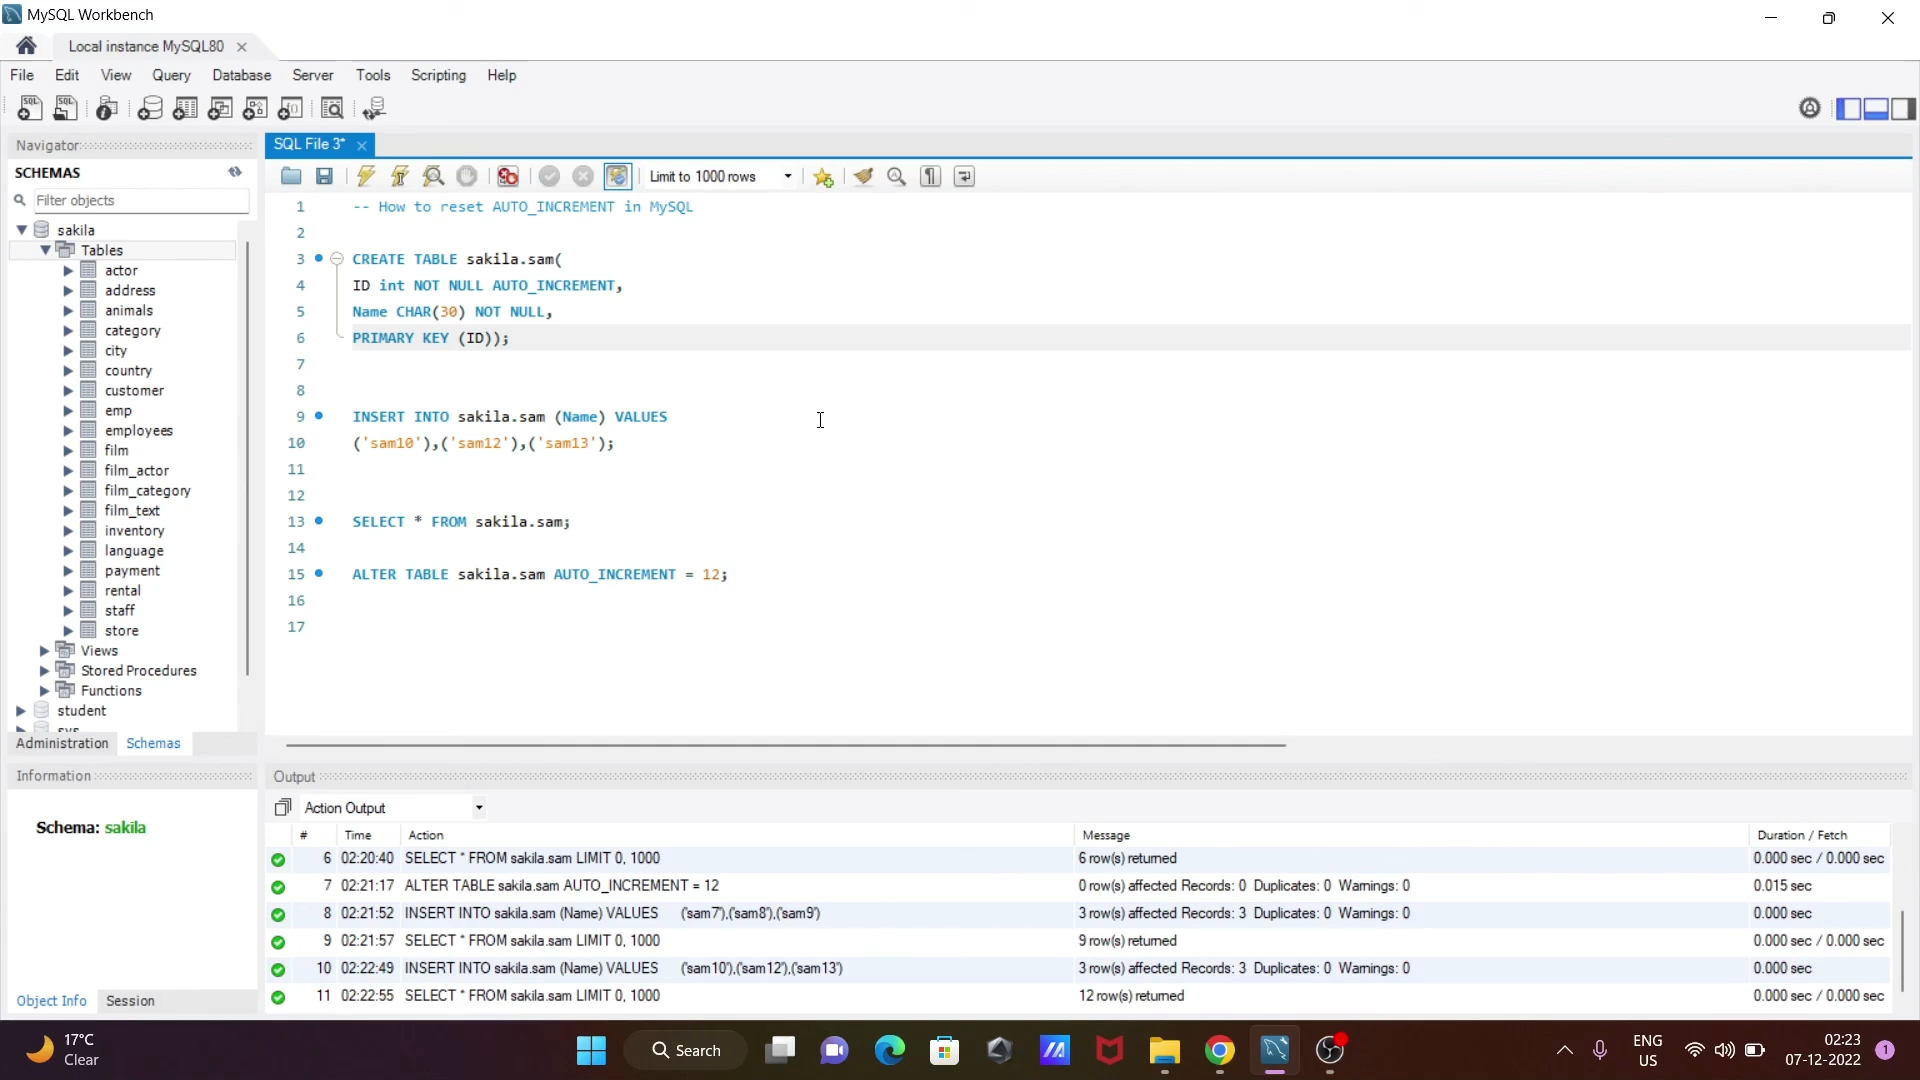 MySQL Workbench
Local instance MySQL80
File Edit View Query Database Server Tools Scripting Help
Navigator
SCHEMAS
Filter objects
sakila
Tables
actor
address
animals
category
city
country
customer
emp
employees
film
film_actor
film_category
film_text
inventory
language
payment
rental
staff
store
Views
Stored Procedures
Functions
student
sys
Administration Schemas
Information
Schema: sakila
Object Info Session
SQL File 3*
Limit to 1000 rows
1 -- How to reset AUTO_INCREMENT in MySQL
2
3 CREATE TABLE sakila.sam(
4 ID int NOT NULL AUTO_INCREMENT,
5 Name CHAR(30) NOT NULL,
6 PRIMARY KEY (ID));
7
8
9 INSERT INTO sakila.sam (Name) VALUES
10 ('sam10'),('sam12'),('sam13');
11
12
13 SELECT * FROM sakila.sam;
14
15 ALTER TABLE sakila.sam AUTO_INCREMENT = 12;
16
17
Output
Action Output
# Time Action Message Duration / Fetch
6 02:20:40 SELECT * FROM sakila.sam LIMIT 0, 1000 6 row(s) returned 0.000 sec / 0.000 sec
7 02:21:17 ALTER TABLE sakila.sam AUTO_INCREMENT = 12 0 row(s) affected Records: 0 Duplicates: 0 Warnings: 0 0.015 sec
8 02:21:52 INSERT INTO sakila.sam (Name) VALUES ('sam7'),('sam8'),('sam9') 3 row(s) affected Records: 3 Duplicates: 0 Warnings: 0 0.000 sec
9 02:21:57 SELECT * FROM sakila.sam LIMIT 0, 1000 9 row(s) returned 0.000 sec / 0.000 sec
10 02:22:49 INSERT INTO sakila.sam (Name) VALUES ('sam10'),('sam12'),('sam13') 3 row(s) affected Records: 3 Duplicates: 0 Warnings: 0 0.000 sec
11 02:22:55 SELECT * FROM sakila.sam LIMIT 0, 1000 12 row(s) returned 0.000 sec / 0.000 sec
17°C
Clear
Search
ENG
US
02:23
07-12-2022
1